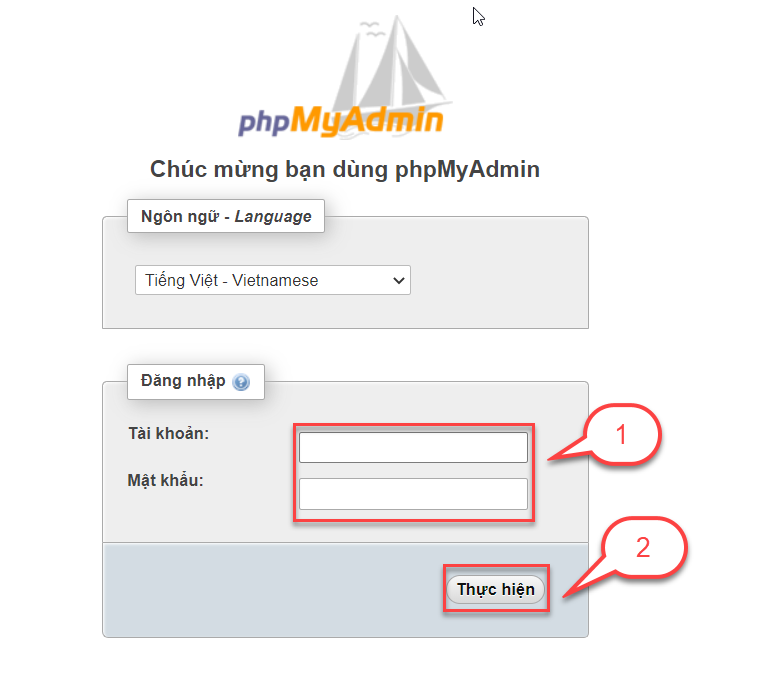 phpMyAdmin
Chúc mừng bạn dùng phpMyAdmin
Ngôn ngữ - Language
Tiếng Việt - Vietnamese
Đăng nhập ?
Tài khoản:
1
Mật khẩu:
2
Thực hiện